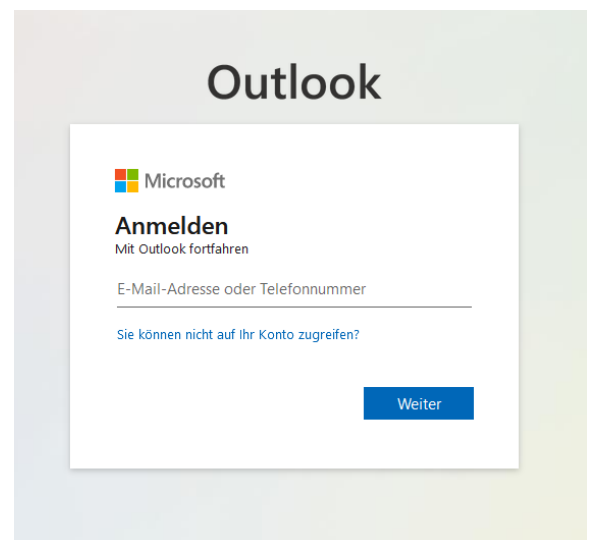 Outlook
Microsoft
Anmelden
Mit Outlook fortfahren
E-Mail-Adresse oder Telefonnummer
Sie können nicht auf Ihr Konto zugreifen?
Weiter